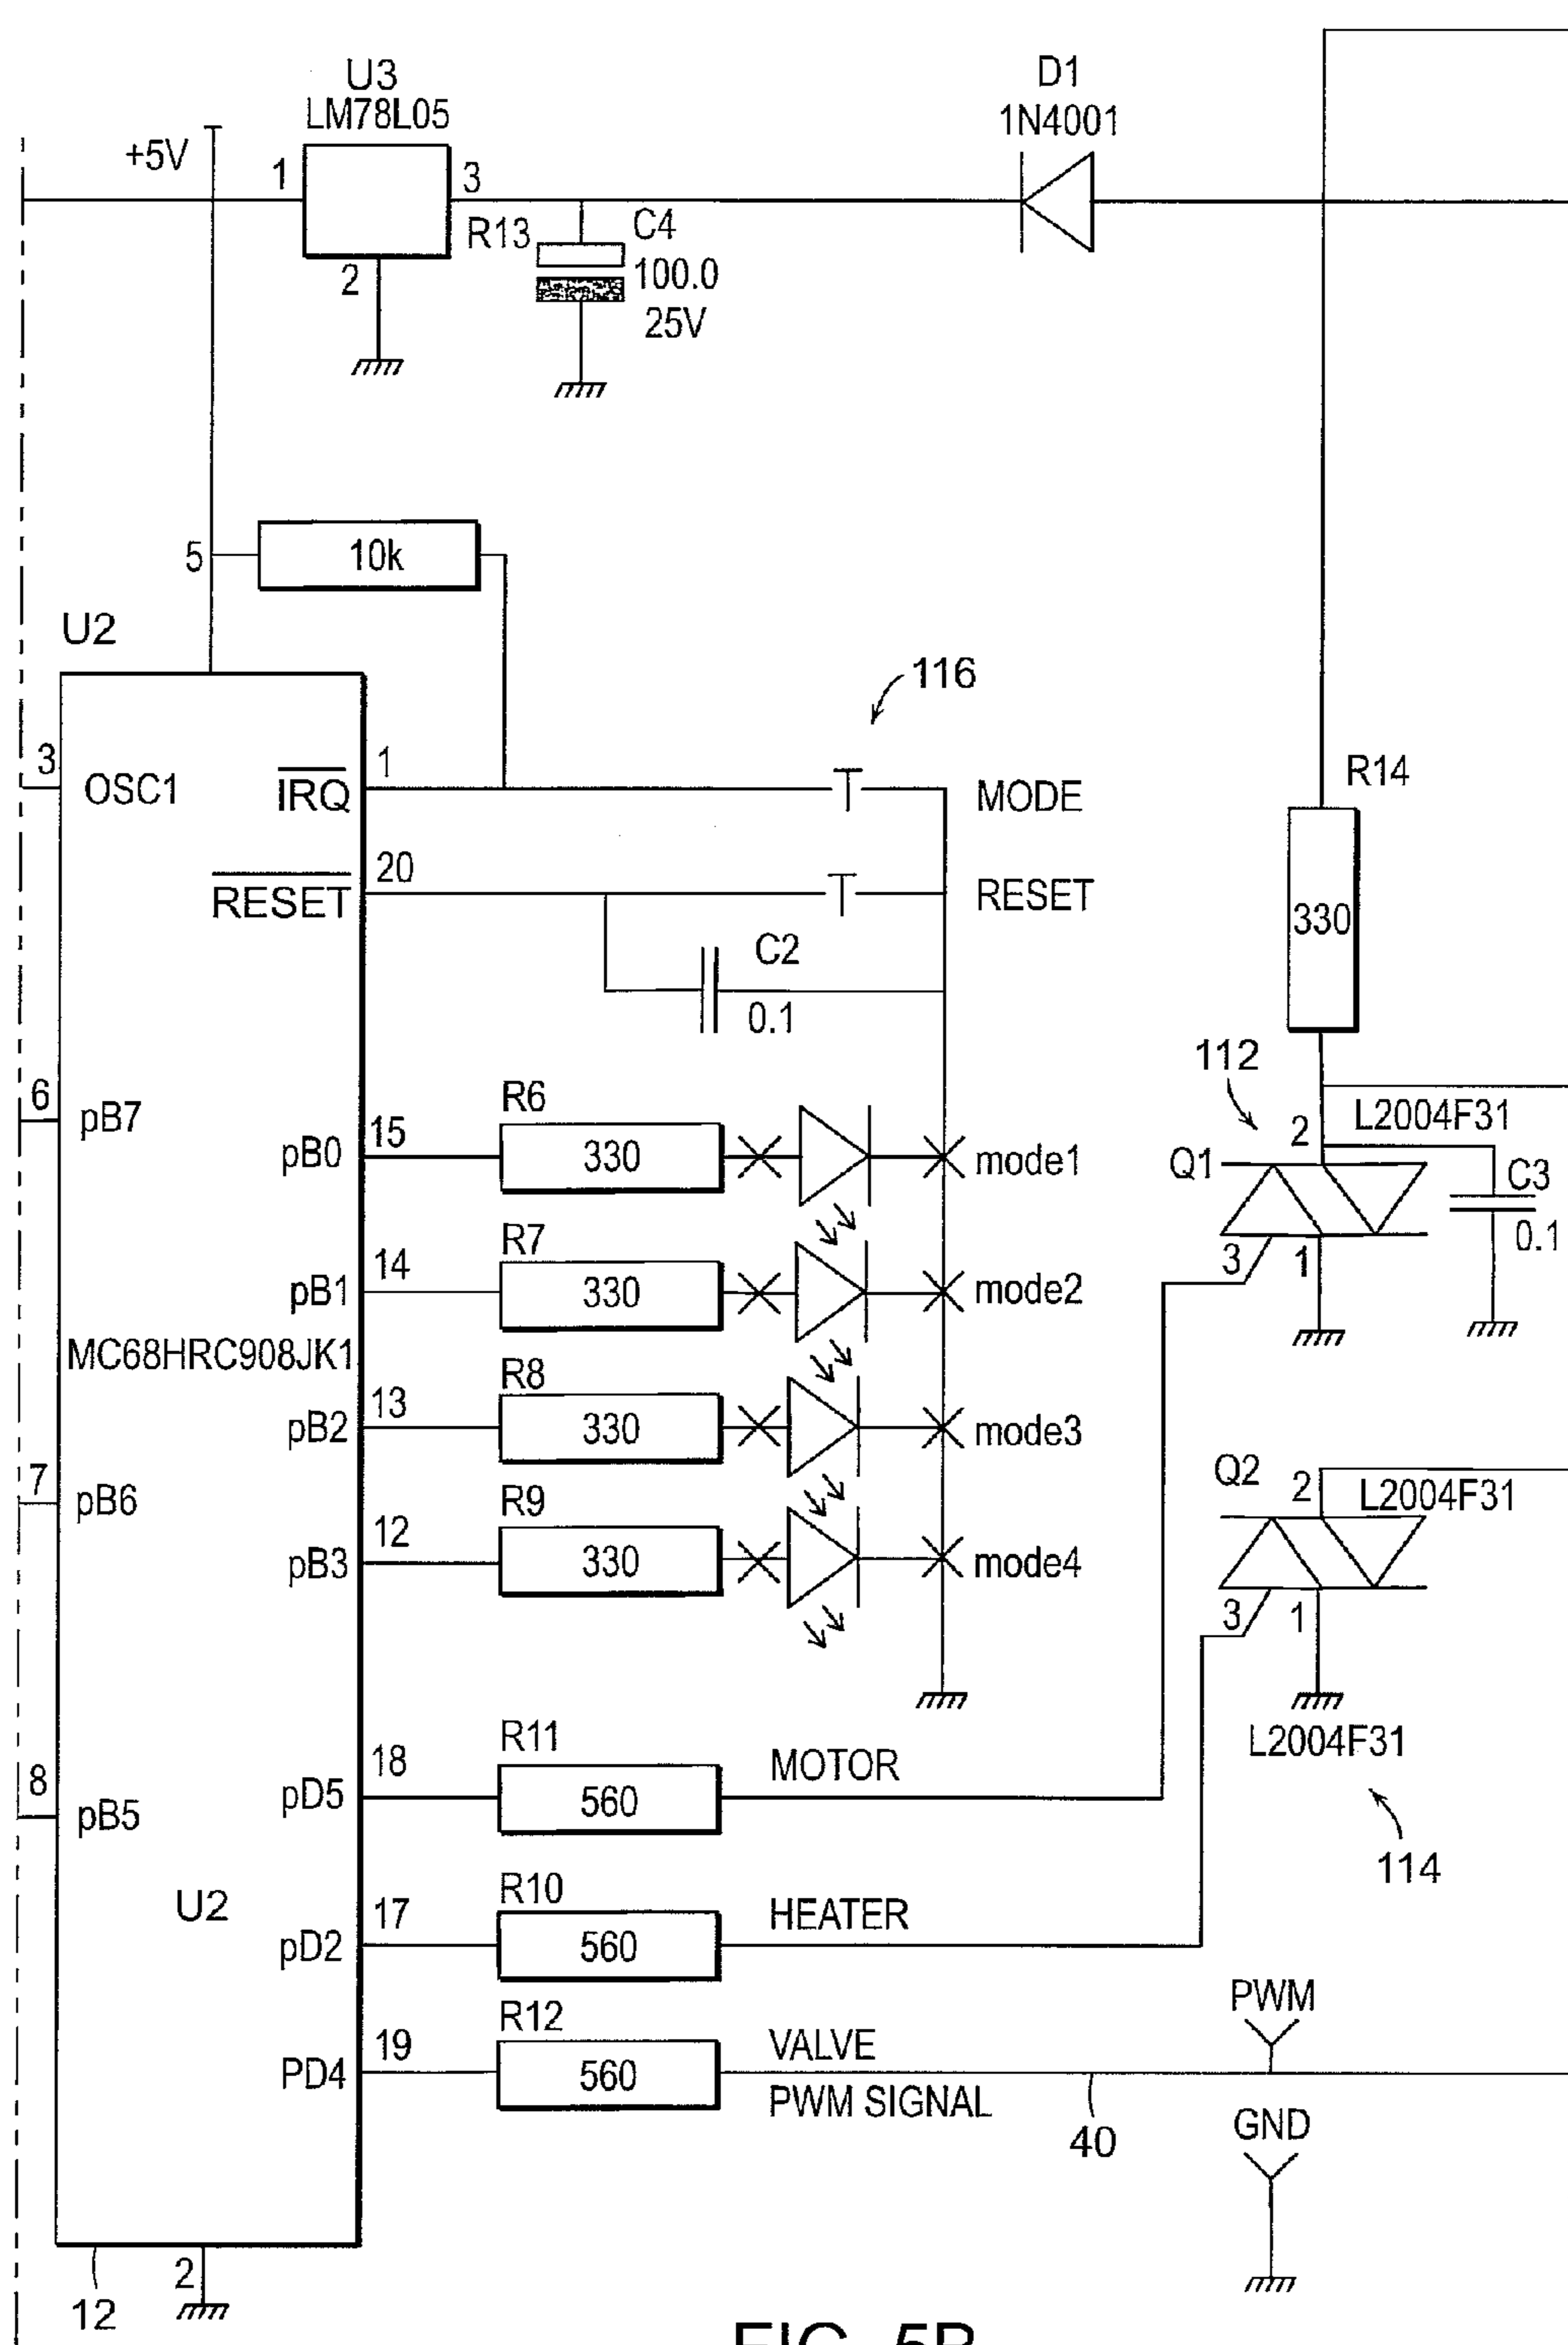 U3
LM78L05
D1
1N4001
+5V
1
3
R13
C4
100.0
25V
2
5
10k
U2
116
3
OSC1
IRQ
1
MODE
R14
RESET
20
RESET
330
C2
0.1
112
6
pB7
pB0
15
R6
330
mode1
2
L2004F31
Q1
C3
0.1
3
1
pB1
14
R7
330
mode2
MC68HRC908JK1
pB2
13
R8
330
mode3
7
pB6
pB3
12
R9
330
mode4
Q2
2
L2004F31
3
1
L2004F31
114
8
pB5
pD5
18
R11
560
MOTOR
U2
pD2
17
R10
560
HEATER
PD4
19
R12
560
VALVE
PWM SIGNAL
40
PWM
GND
2
12
FIG. 5B